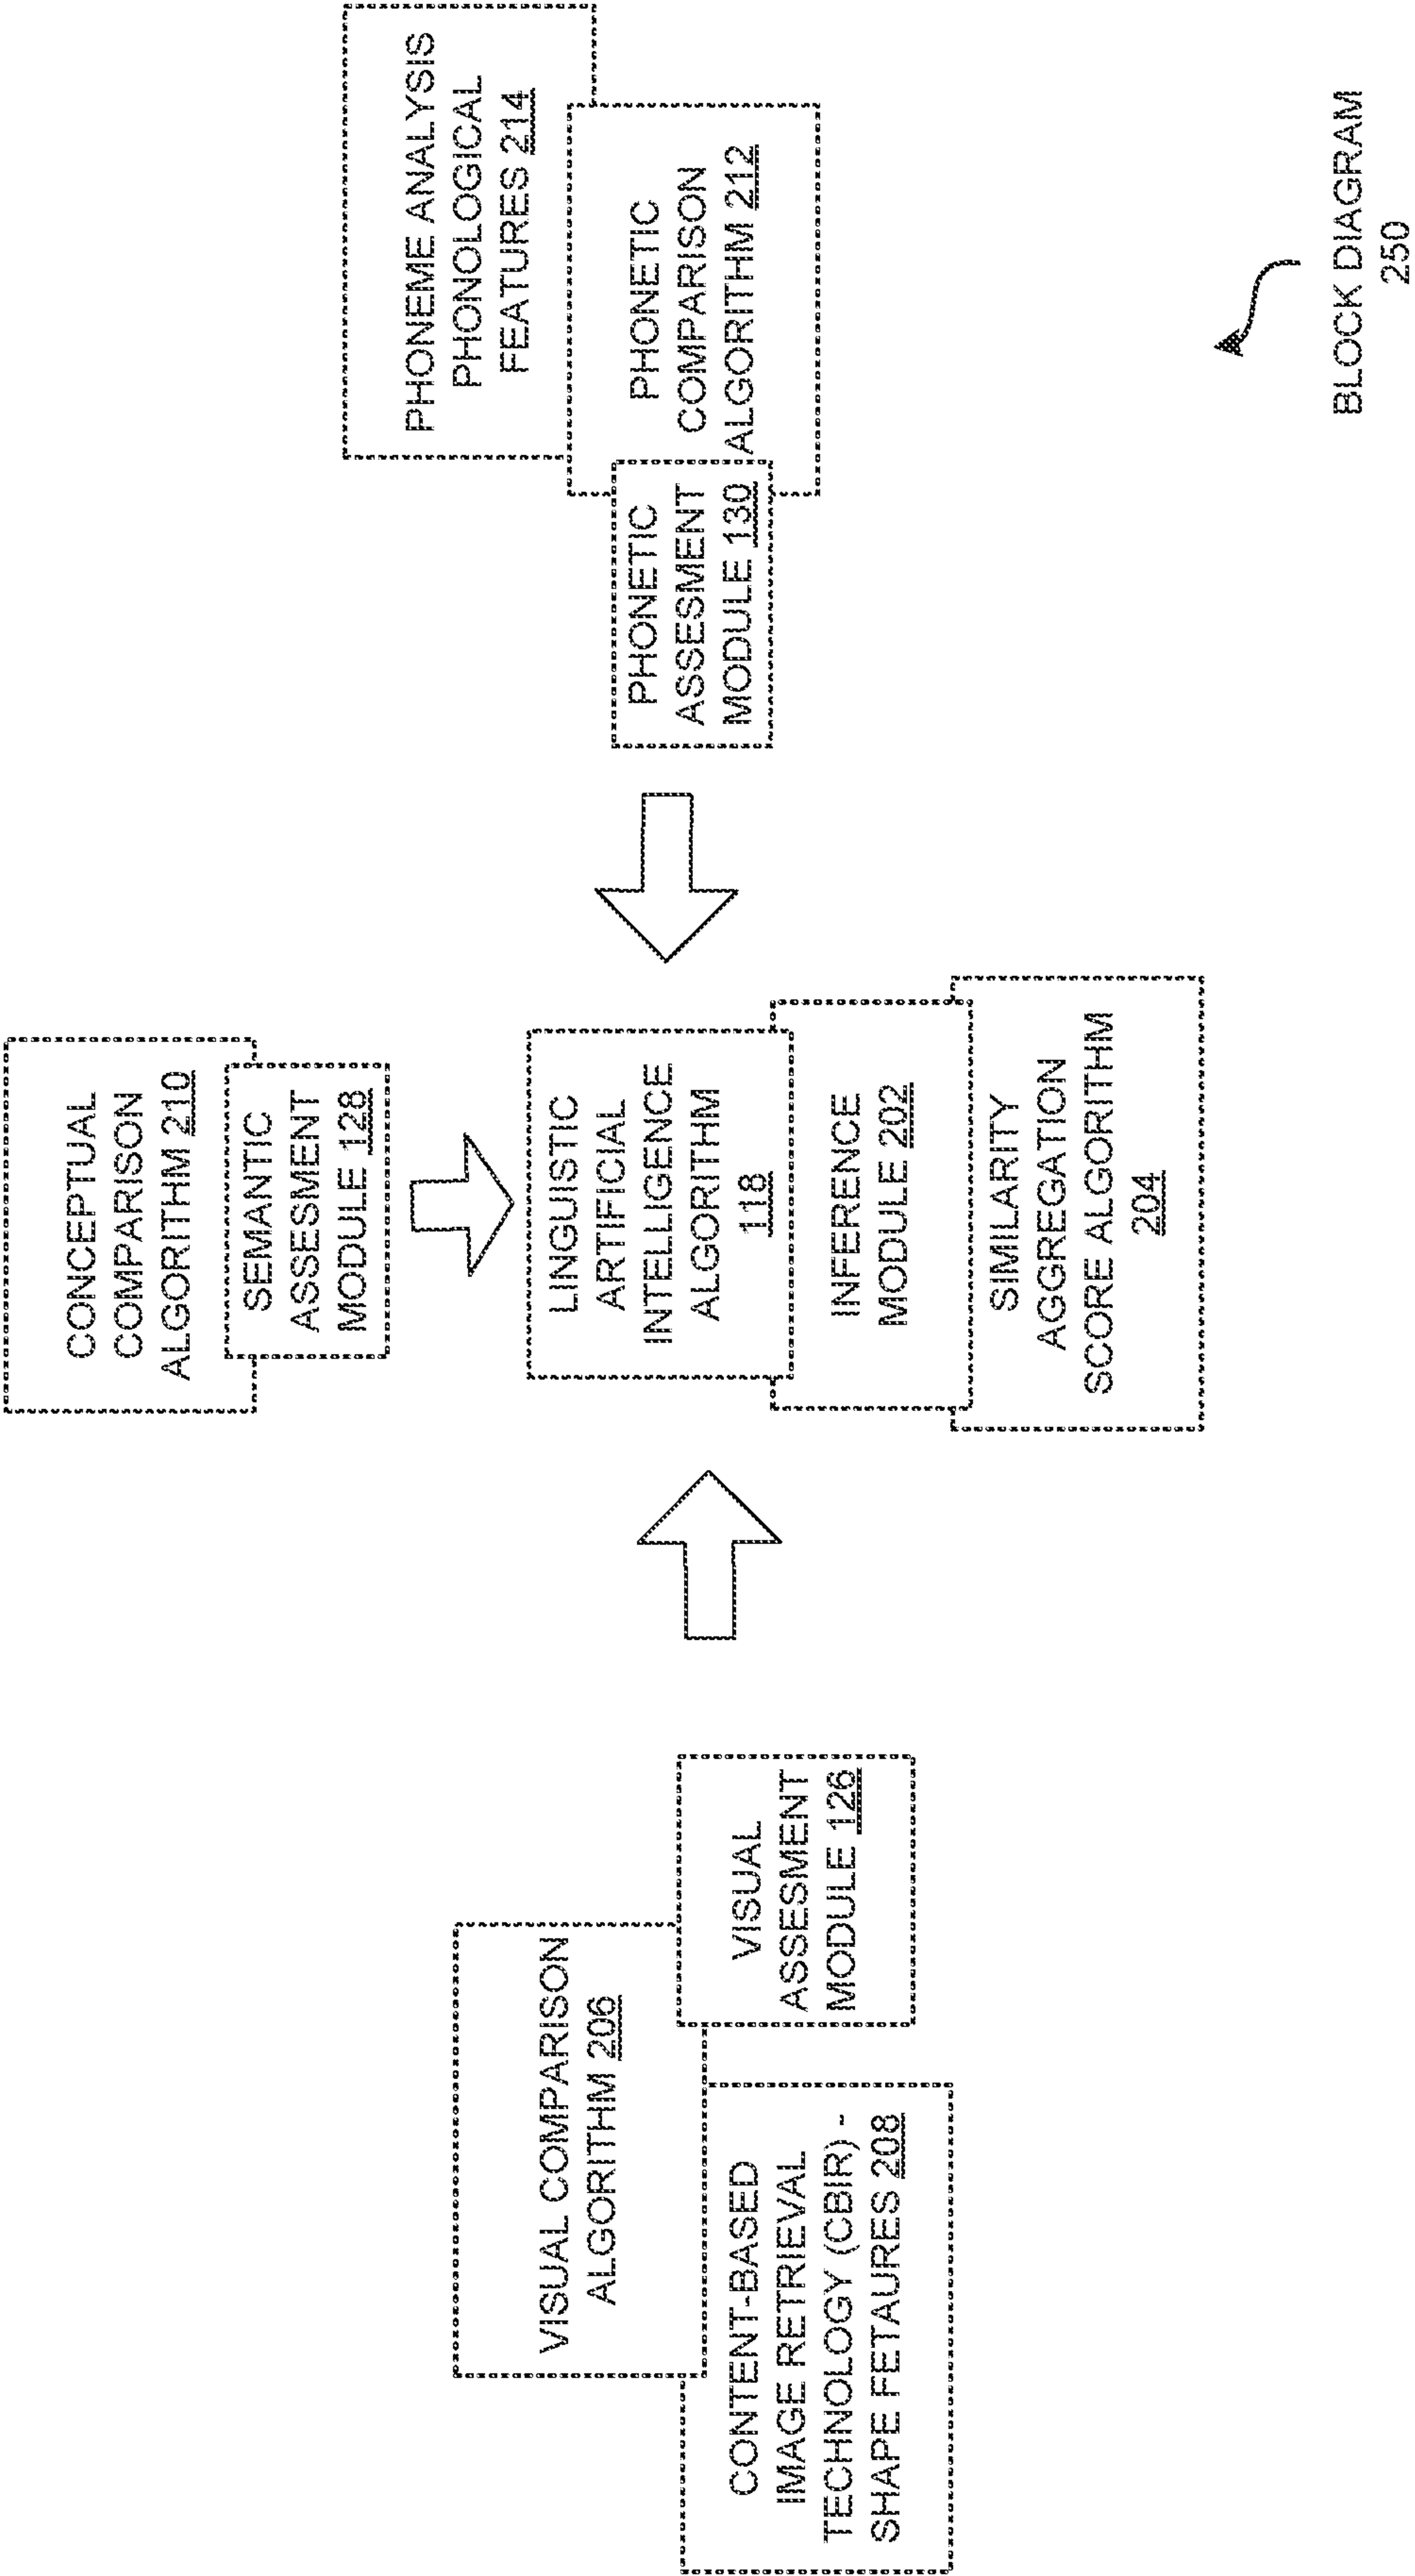 CONCEPTUAL
COMPARISON
ALGORITHM 210
SEMANTIC
ASSESMENT
MODULE 128
PHONEME ANALYSIS
PHONOLOGICAL
FEATURES 214
PHONETIC
COMPARISON
ALGORITHM 212
PHONETIC
ASSESMENT
MODULE 130
VISUAL COMPARISON
ALGORITHM 206
VISUAL
ASSESMENT
MODULE 126
CONTENT-BASED
IMAGE RETRIEVAL
TECHNOLOGY (CBIR) -
SHAPE FETAURES 208
LINGUISTIC
ARTIFICIAL
INTELLIGENCE
ALGORITHM
118
INFERENCE
MODULE 202
SIMILARITY
AGGREGATION
SCORE ALGORITHM
204
BLOCK DIAGRAM
250